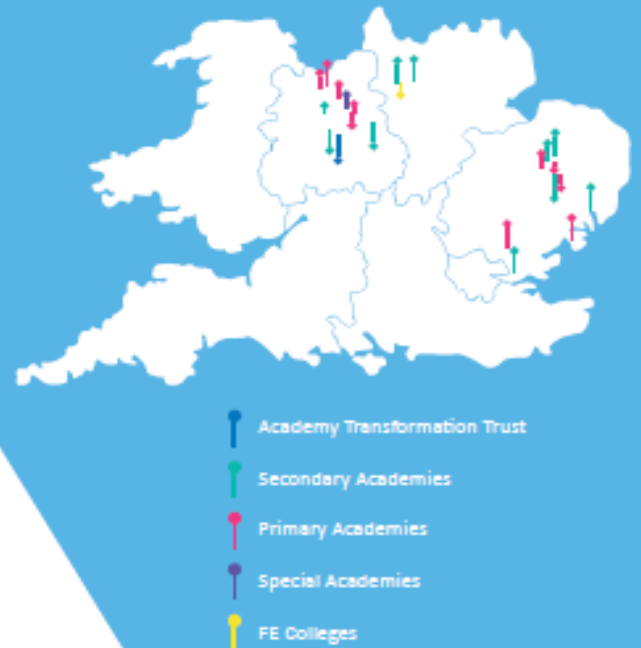 Academy Transformation Trust
Secondary Academies
Primary Academies
Special Academies
FE Colleges